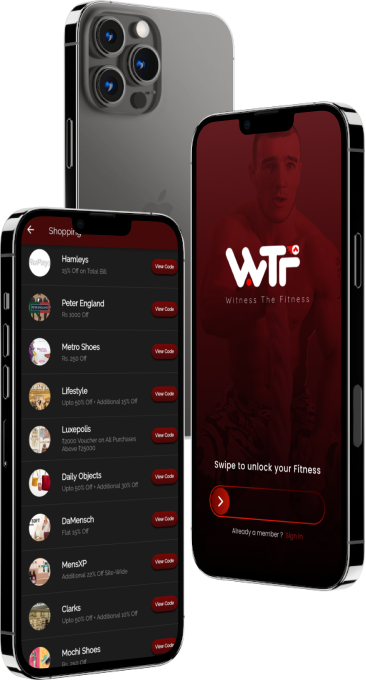 Shopping
Hamleys
15% Off on Total Bill
View Code
Peter England
Rs 1000 Off
View Code
Metro Shoes
Rs. 250 Off
View Code
Lifestyle
Upto 50% Off + Additional 15% Off
View Code
Luxepolis
₹2000 Voucher on All Purchases
Above ₹25000
View Code
Daily Objects
Upto 50% Off + Additional 30% Off
View Code
DaMensch
Flat 15% Off
View Code
MensXP
Additional 23% Off Site-Wide
View Code
Clarks
Upto 50% Off + Additional 10% Off
View Code
Mochi Shoes
Rs. 250 Off
View Code
WTF
Witness The Fitness
Swipe to unlock your Fitness
Already a member ? Sign In